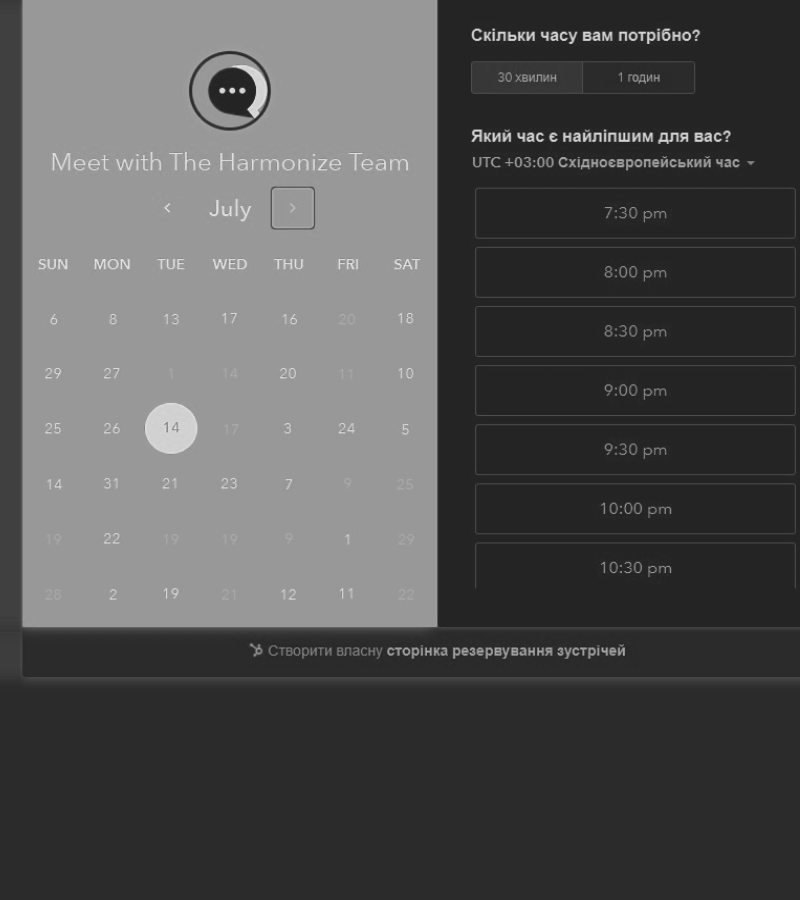 Meet with The Harmonize Team
July
SUN MON TUE WED THU FRI SAT
6 8 13 17 16 20 18
29 27 1 14 20 11 10
25 26 14 17 3 24 5
14 31 21 23 7 9 25
19 22 19 19 9 1 29
28 2 19 21 12 11 22
Скільки часу вам потрібно?
30 хвилин 1 годин
Який час є найліпшим для вас?
UTC +03:00 Східноєвропейський час
7:30 pm
8:00 pm
8:30 pm
9:00 pm
9:30 pm
10:00 pm
10:30 pm
Створити власну сторінка резервування зустрічей